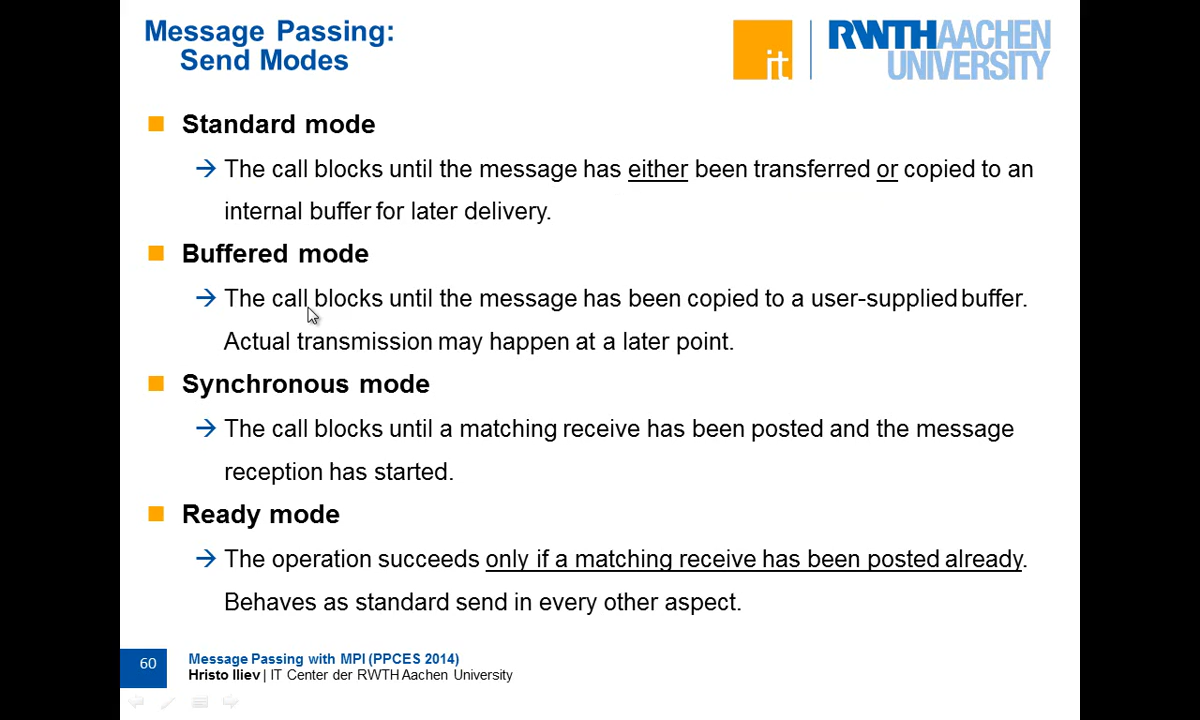 Message Passing:
Send Modes
it
RWTHAACHEN
UNIVERSITY
Standard mode
The call blocks until the message has either been transferred or copied to an
internal buffer for later delivery.
Buffered mode
The call blocks until the message has been copied to a user-supplied buffer.
Actual transmission may happen at a later point.
Synchronous mode
The call blocks until a matching receive has been posted and the message
reception has started.
Ready mode
The operation succeeds only if a matching receive has been posted already.
Behaves as standard send in every other aspect.
60
Message Passing with MPI (PPCES 2014)
Hristo Iliev | IT Center der RWTH Aachen University